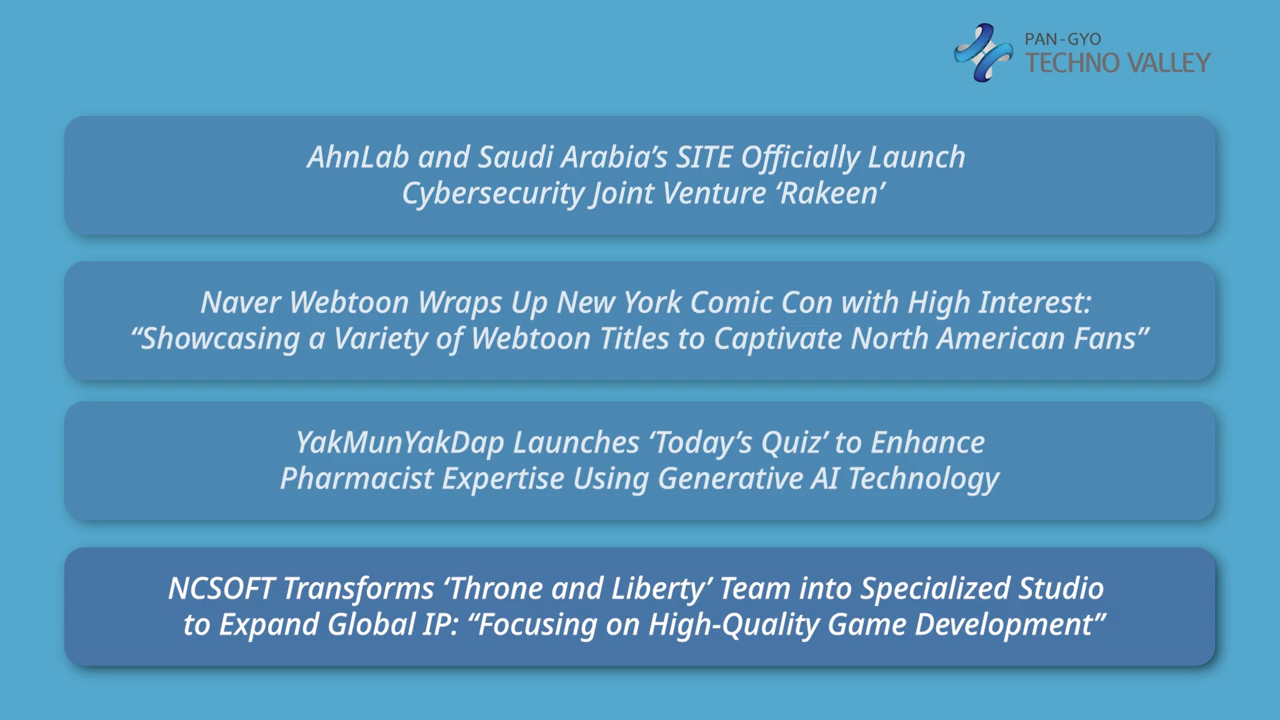 PAN-GYO
TECHNO VALLEY
AhnLab and Saudi Arabia’s SITE Officially Launch
Cybersecurity Joint Venture ‘Rakeen’
Naver Webtoon Wraps Up New York Comic Con with High Interest:
“Showcasing a Variety of Webtoon Titles to Captivate North American Fans”
YakMunYakDap Launches ‘Today’s Quiz’ to Enhance
Pharmacist Expertise Using Generative AI Technology
NCSOFT Transforms ‘Throne and Liberty’ Team into Specialized Studio
to Expand Global IP: “Focusing on High-Quality Game Development”